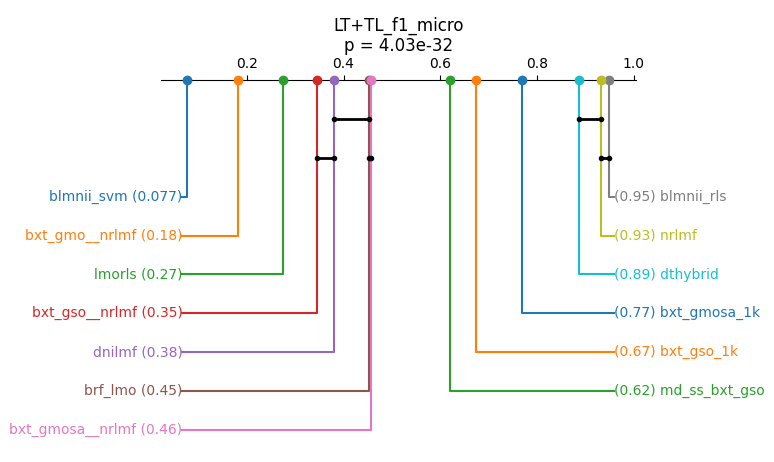 LT+TL_f1_micro
p = 4.03e-32
0.2 0.4 0.6 0.8 1.0
blmnii_svm (0.077) (0.95) blmnii_rls
bxt_gmo__nrlmf (0.18) (0.93) nrlmf
lmorls (0.27) (0.89) dthybrid
bxt_gso__nrlmf (0.35) (0.77) bxt_gmosa_1k
dnilmf (0.38) (0.67) bxt_gso_1k
brf_lmo (0.45) (0.62) md_ss_bxt_gso
bxt_gmosa__nrlmf (0.46)